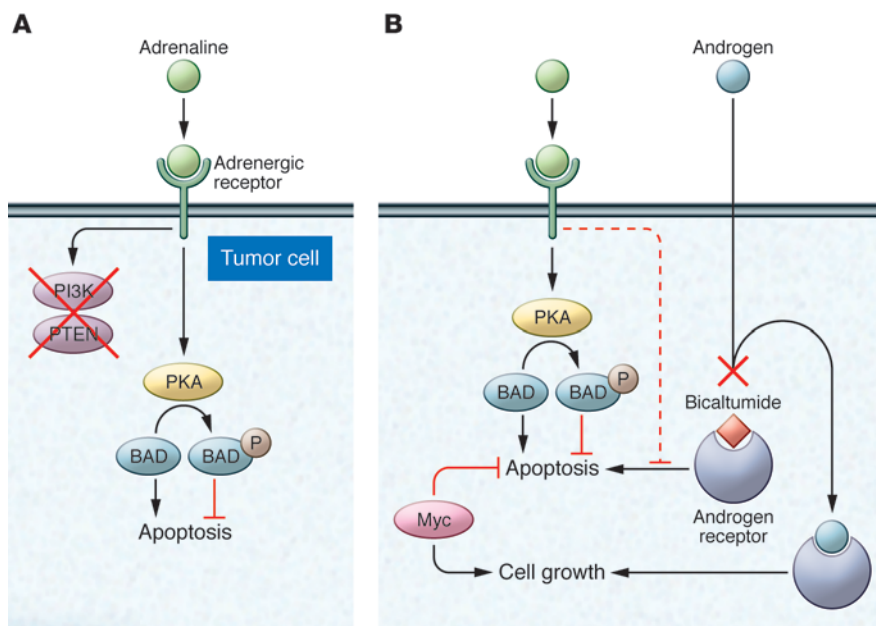 A
Adrenaline
Adrenergic
receptor
Tumor cell
PI3K
PTEN
PKA
BAD
BAD
P
Apoptosis
B
Androgen
PKA
BAD
BAD
P
Bicaltumide
Apoptosis
Myc
Androgen
receptor
Cell growth